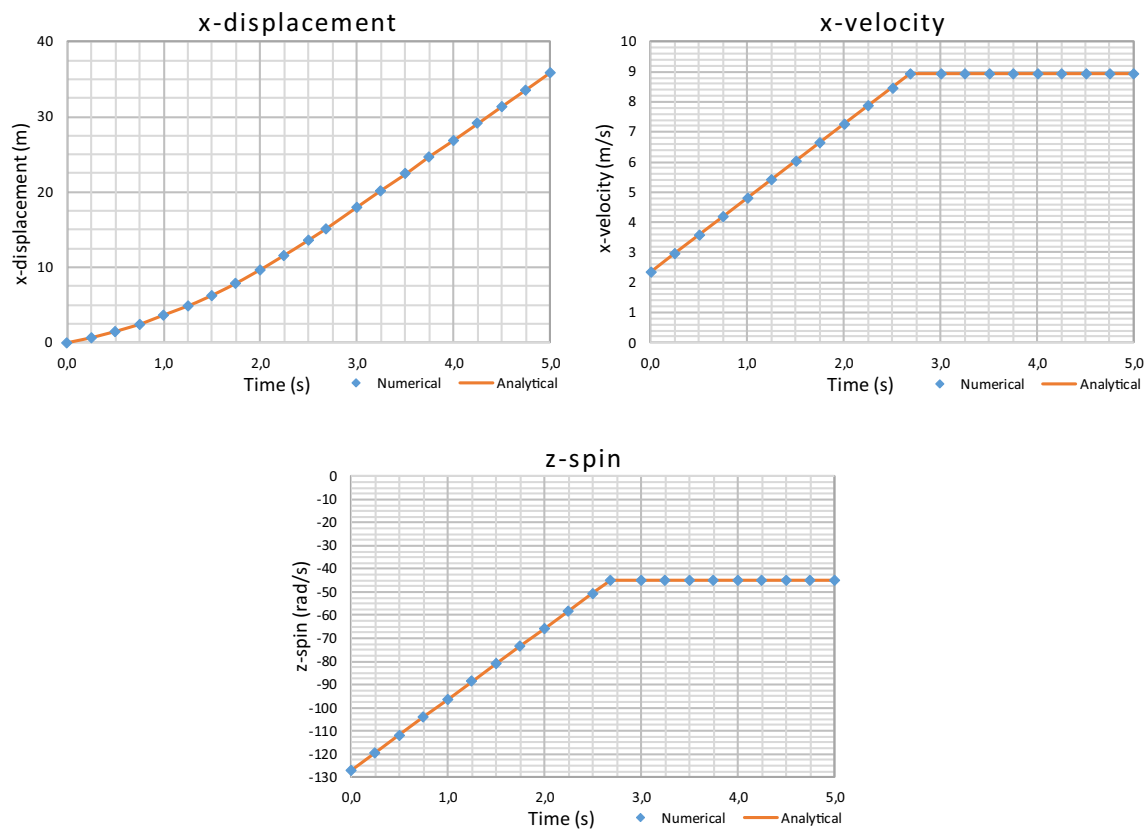 x-displacement
40
30
20
10
0
x-displacement (m)
0,0 1,0 2,0 3,0 4,0 5,0
Time (s)
Numerical Analytical
x-velocity
10
9
8
7
6
5
4
3
2
1
0
x-velocity (m/s)
0,0 1,0 2,0 3,0 4,0 5,0
Time (s)
Numerical Analytical
z-spin
0
-10
-20
-30
-40
-50
-60
-70
-80
-90
-100
-110
-120
-130
z-spin (rad/s)
0,0 1,0 2,0 3,0 4,0 5,0
Time (s)
Numerical Analytical